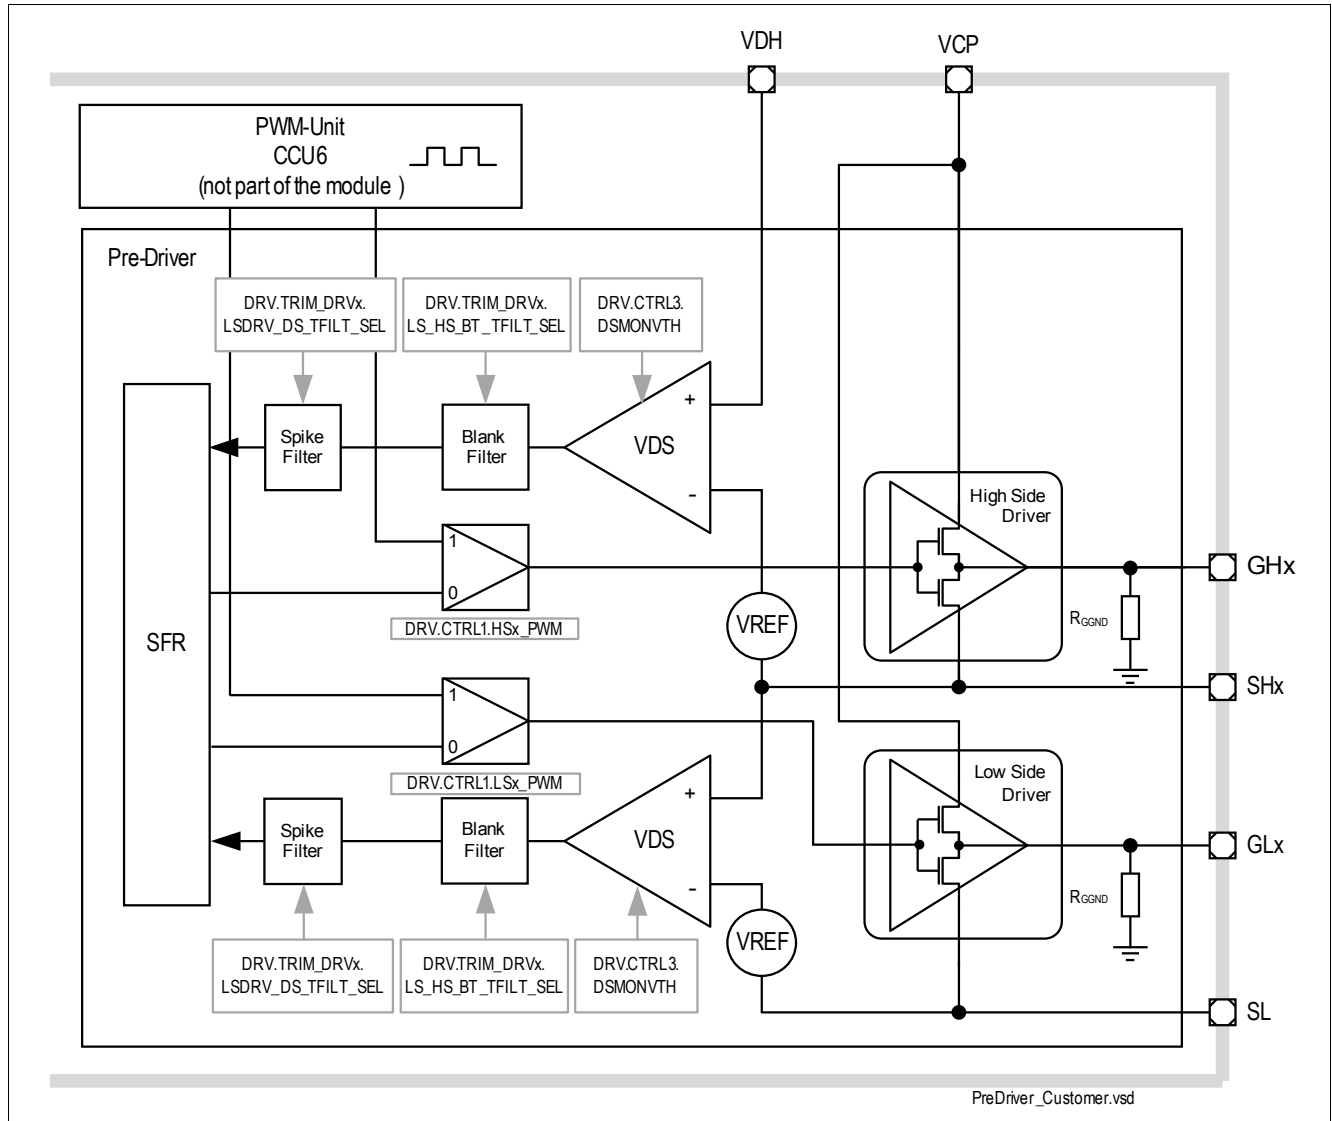 VDH
VCP
PWM-Unit
CCU6
(not part of the module )
Pre-Driver
DRV.TRIM_DRVx.
LSDRV_DS_TFILT_SEL
DRV.TRIM_DRVx.
LS_HS_BT_TFILT_SEL
DRV.CTRL3.
DSMONVTH
+
Spike
Filter
Blank
Filter
VDS
-
High Side
Driver
1
0
GHx
DRV.CTRL1.HSx_PWM
VREF
RGGND
SFR
SHx
1
0
DRV.CTRL1.LSx_PWM
Low Side
Driver
+
Spike
Filter
Blank
Filter
VDS
GLx
-
RGGND
VREF
DRV.TRIM_DRVx.
LSDRV_DS_TFILT_SEL
DRV.TRIM_DRVx.
LS_HS_BT_TFILT_SEL
DRV.CTRL3.
DSMONVTH
SL
PreDriver_Customer.vsd